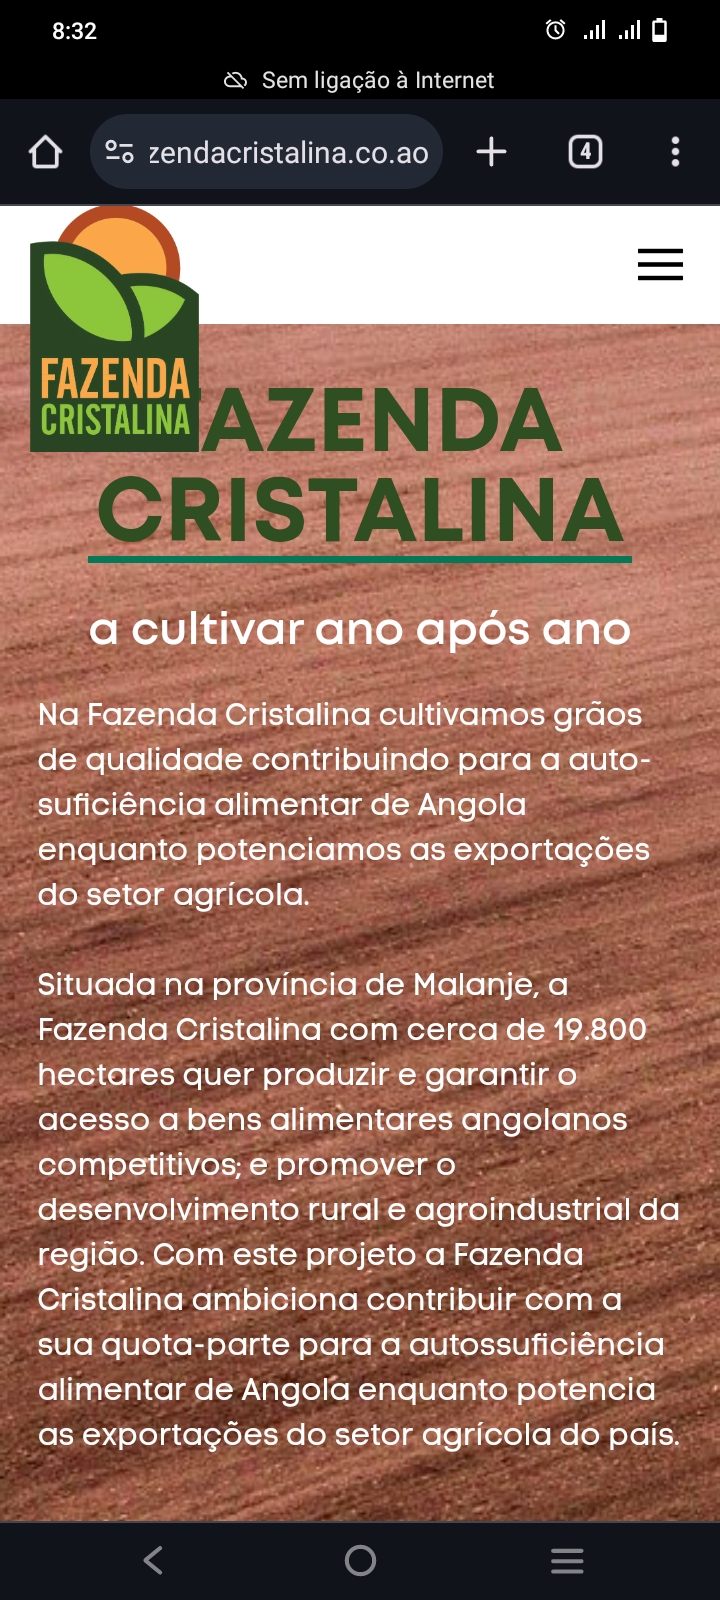 8:32
Sem ligação à Internet
zendacristalina.co.ao
4
FAZENDA
CRISTALINA
AZENDA
CRISTALINA
a cultivar ano após ano
Na Fazenda Cristalina cultivamos grãos
de qualidade contribuindo para a auto-
suficiência alimentar de Angola
enquanto potenciamos as exportações
do setor agrícola.
Situada na província de Malanje, a
Fazenda Cristalina com cerca de 19.800
hectares quer produzir e garantir o
acesso a bens alimentares angolanos
competitivos; e promover o
desenvolvimento rural e agroindustrial da
região. Com este projeto a Fazenda
Cristalina ambiciona contribuir com a
sua quota-parte para a autossuficiência
alimentar de Angola enquanto potencia
as exportações do setor agrícola do país.